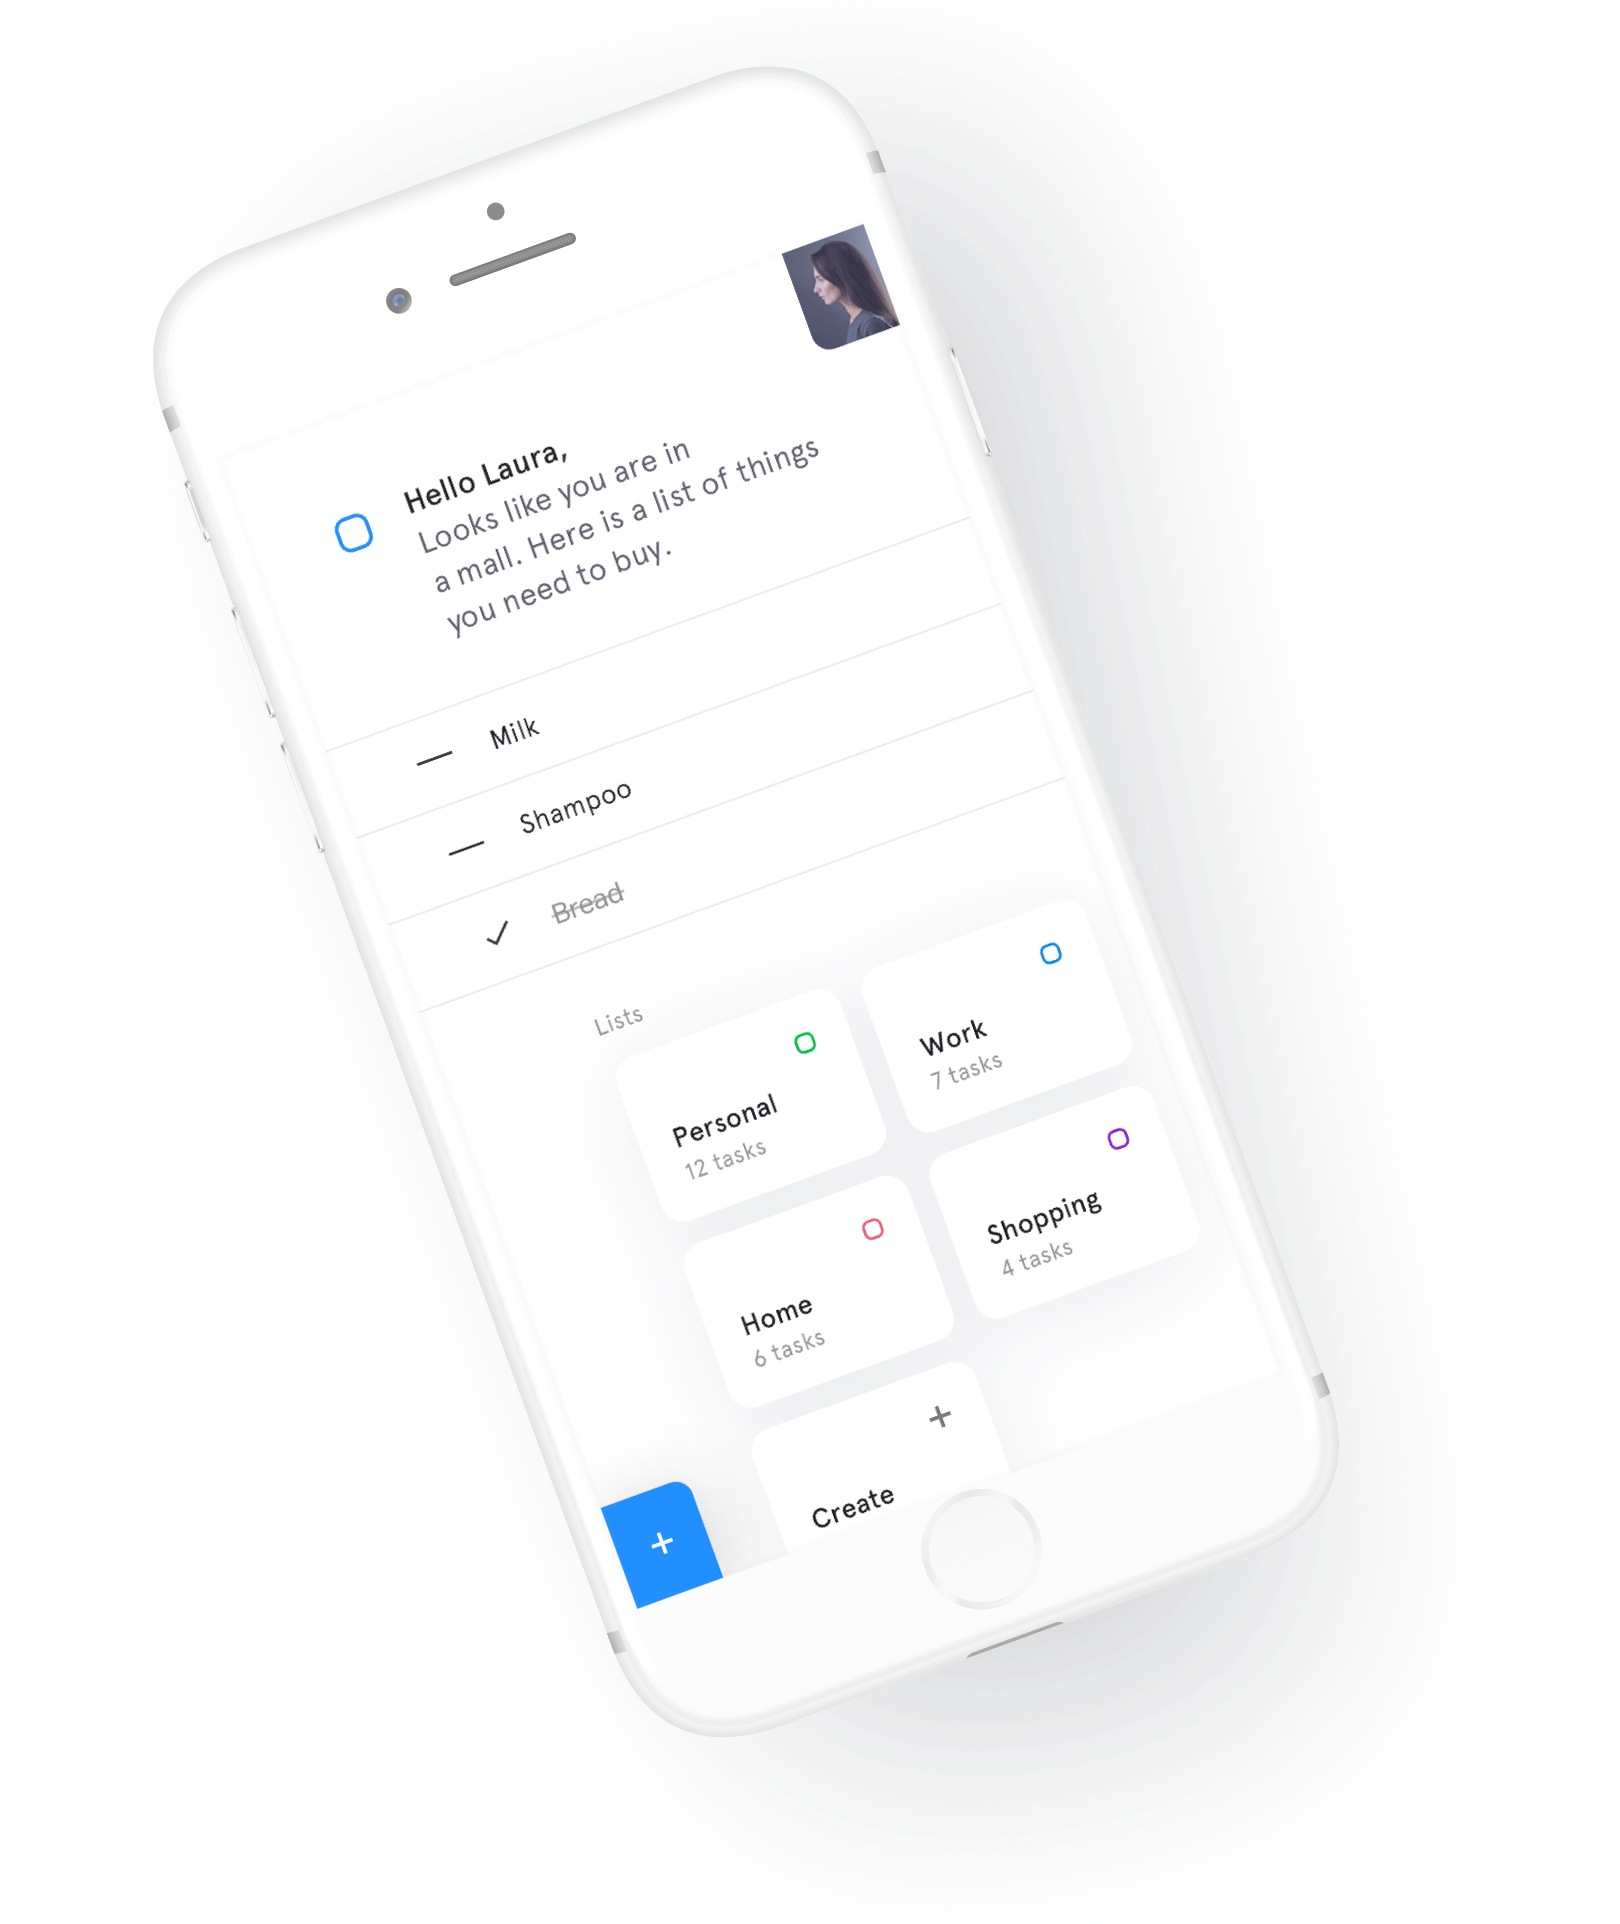 Hello Laura,
Looks like you are in
a mall. Here is a list of things
you need to buy.
Milk
Shampoo
Bread
Lists
Personal
12 tasks
Work
7 tasks
Home
6 tasks
Shopping
4 tasks
+
Create
+